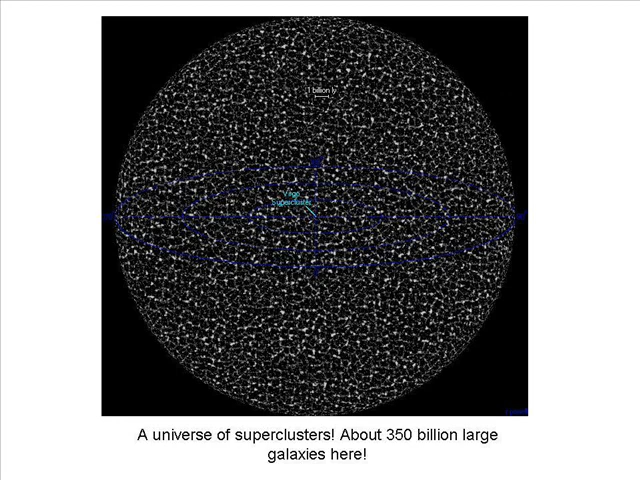 1 billion ly
Virgo
Supercluster
A universe of superclusters! About 350 billion large
galaxies here!